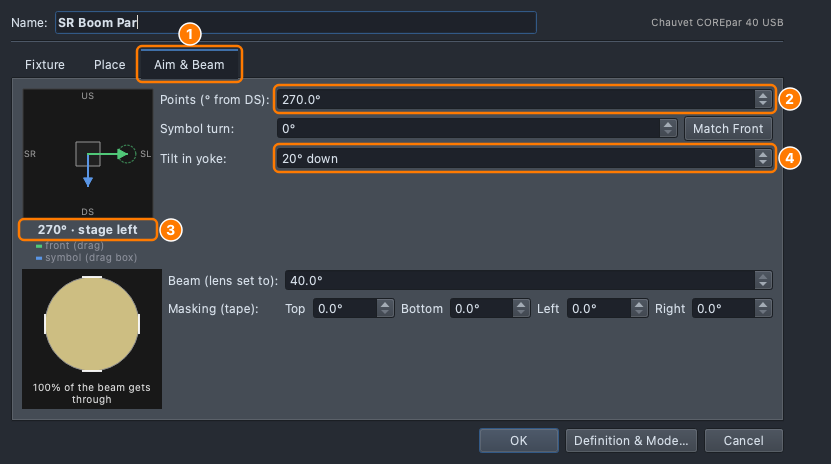 Name: SR Boom Par Chauvet COREpar 40 USB
1
Fixture Place Aim & Beam
US
SR SL
DS
270° · stage left 3
front (drag)
symbol (drag box)
Points (° from DS): 270.0° 2
Symbol turn: 0° Match Front
Tilt in yoke: 20° down 4
100% of the beam gets
through
Beam (lens set to): 40.0°
Masking (tape): Top 0.0° Bottom 0.0° Left 0.0° Right 0.0°
OK Definition & Mode... Cancel